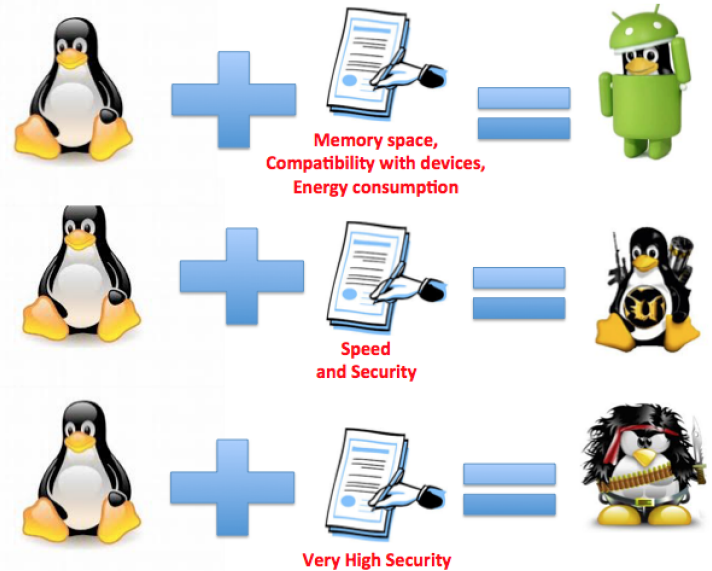 Memory space,
Compatibility with devices,
Energy consumption
Speed
and Security
Very High Security